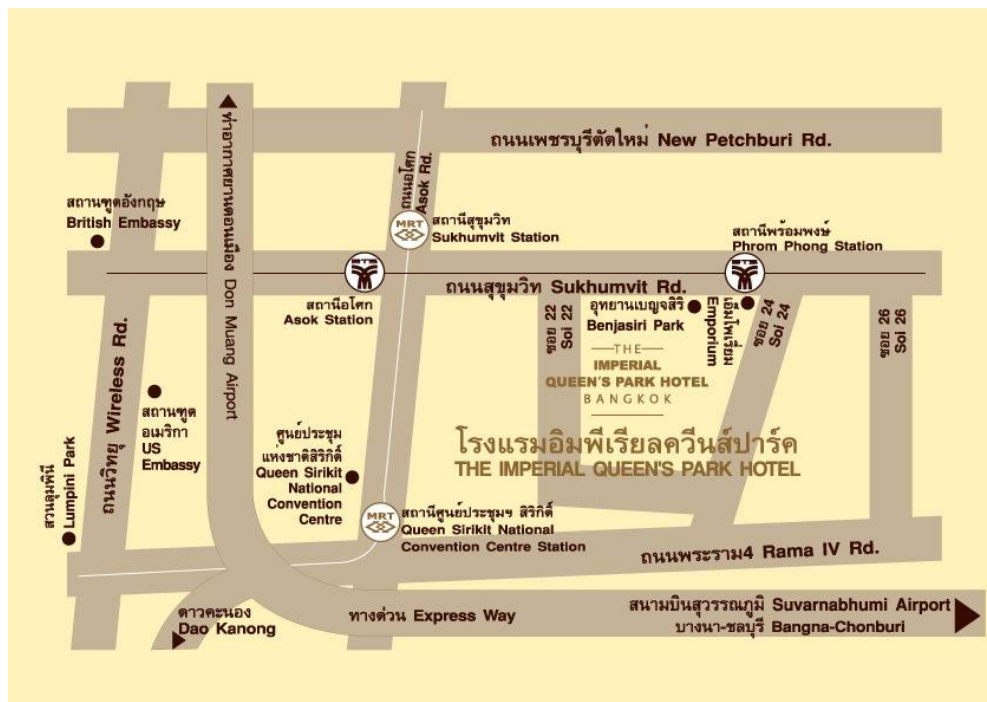 ถนนเพชรบุรีตัดใหม่ New Petchburi Rd.
ท่าอากาศยานดอนเมือง Don Muang Airport
ถนนอโศก
Asok Rd.
สถานฑูตอังกฤษ
British Embassy
MRT
สถานีสุขุมวิท
Sukhumvit Station
สถานีพร้อมพงษ์
Phrom Phong Station
ถนนสุขุมวิท Sukhumvit Rd.
สถานีอโศก
Asok Station
ซอย 22
Soi 22
อุทยานเบญจสิริ
Benjasiri Park
เอ็มโพเรี่ยม
Emporium
ซอย 24
Soi 24
ซอย 26
Soi 26
THE
IMPERIAL
QUEEN'S PARK HOTEL
BANGKOK
ถนนวิทยุ Wireless Rd.
สถานฑูต
อเมริกา
US
Embassy
สวนลุมพินี
Lumpini Park
ศูนย์ประชุม
แห่งชาติสิริกิติ์
Queen Sirikit
National
Convention
Centre
โรงแรมอิมพีเรียลควีนส์ปาร์ค
THE IMPERIAL QUEEN'S PARK HOTEL
MRT
สถานีศูนย์ประชุมฯ สิริกิติ์
Queen Sirikit National
Convention Centre Station
ถนนพระราม4 Rama IV Rd.
ดาวคะนอง
Dao Kanong
ทางด่วน Express Way
สนามบินสุวรรณภูมิ Suvarnabhumi Airport
บางนา-ชลบุรี Bangna-Chonburi